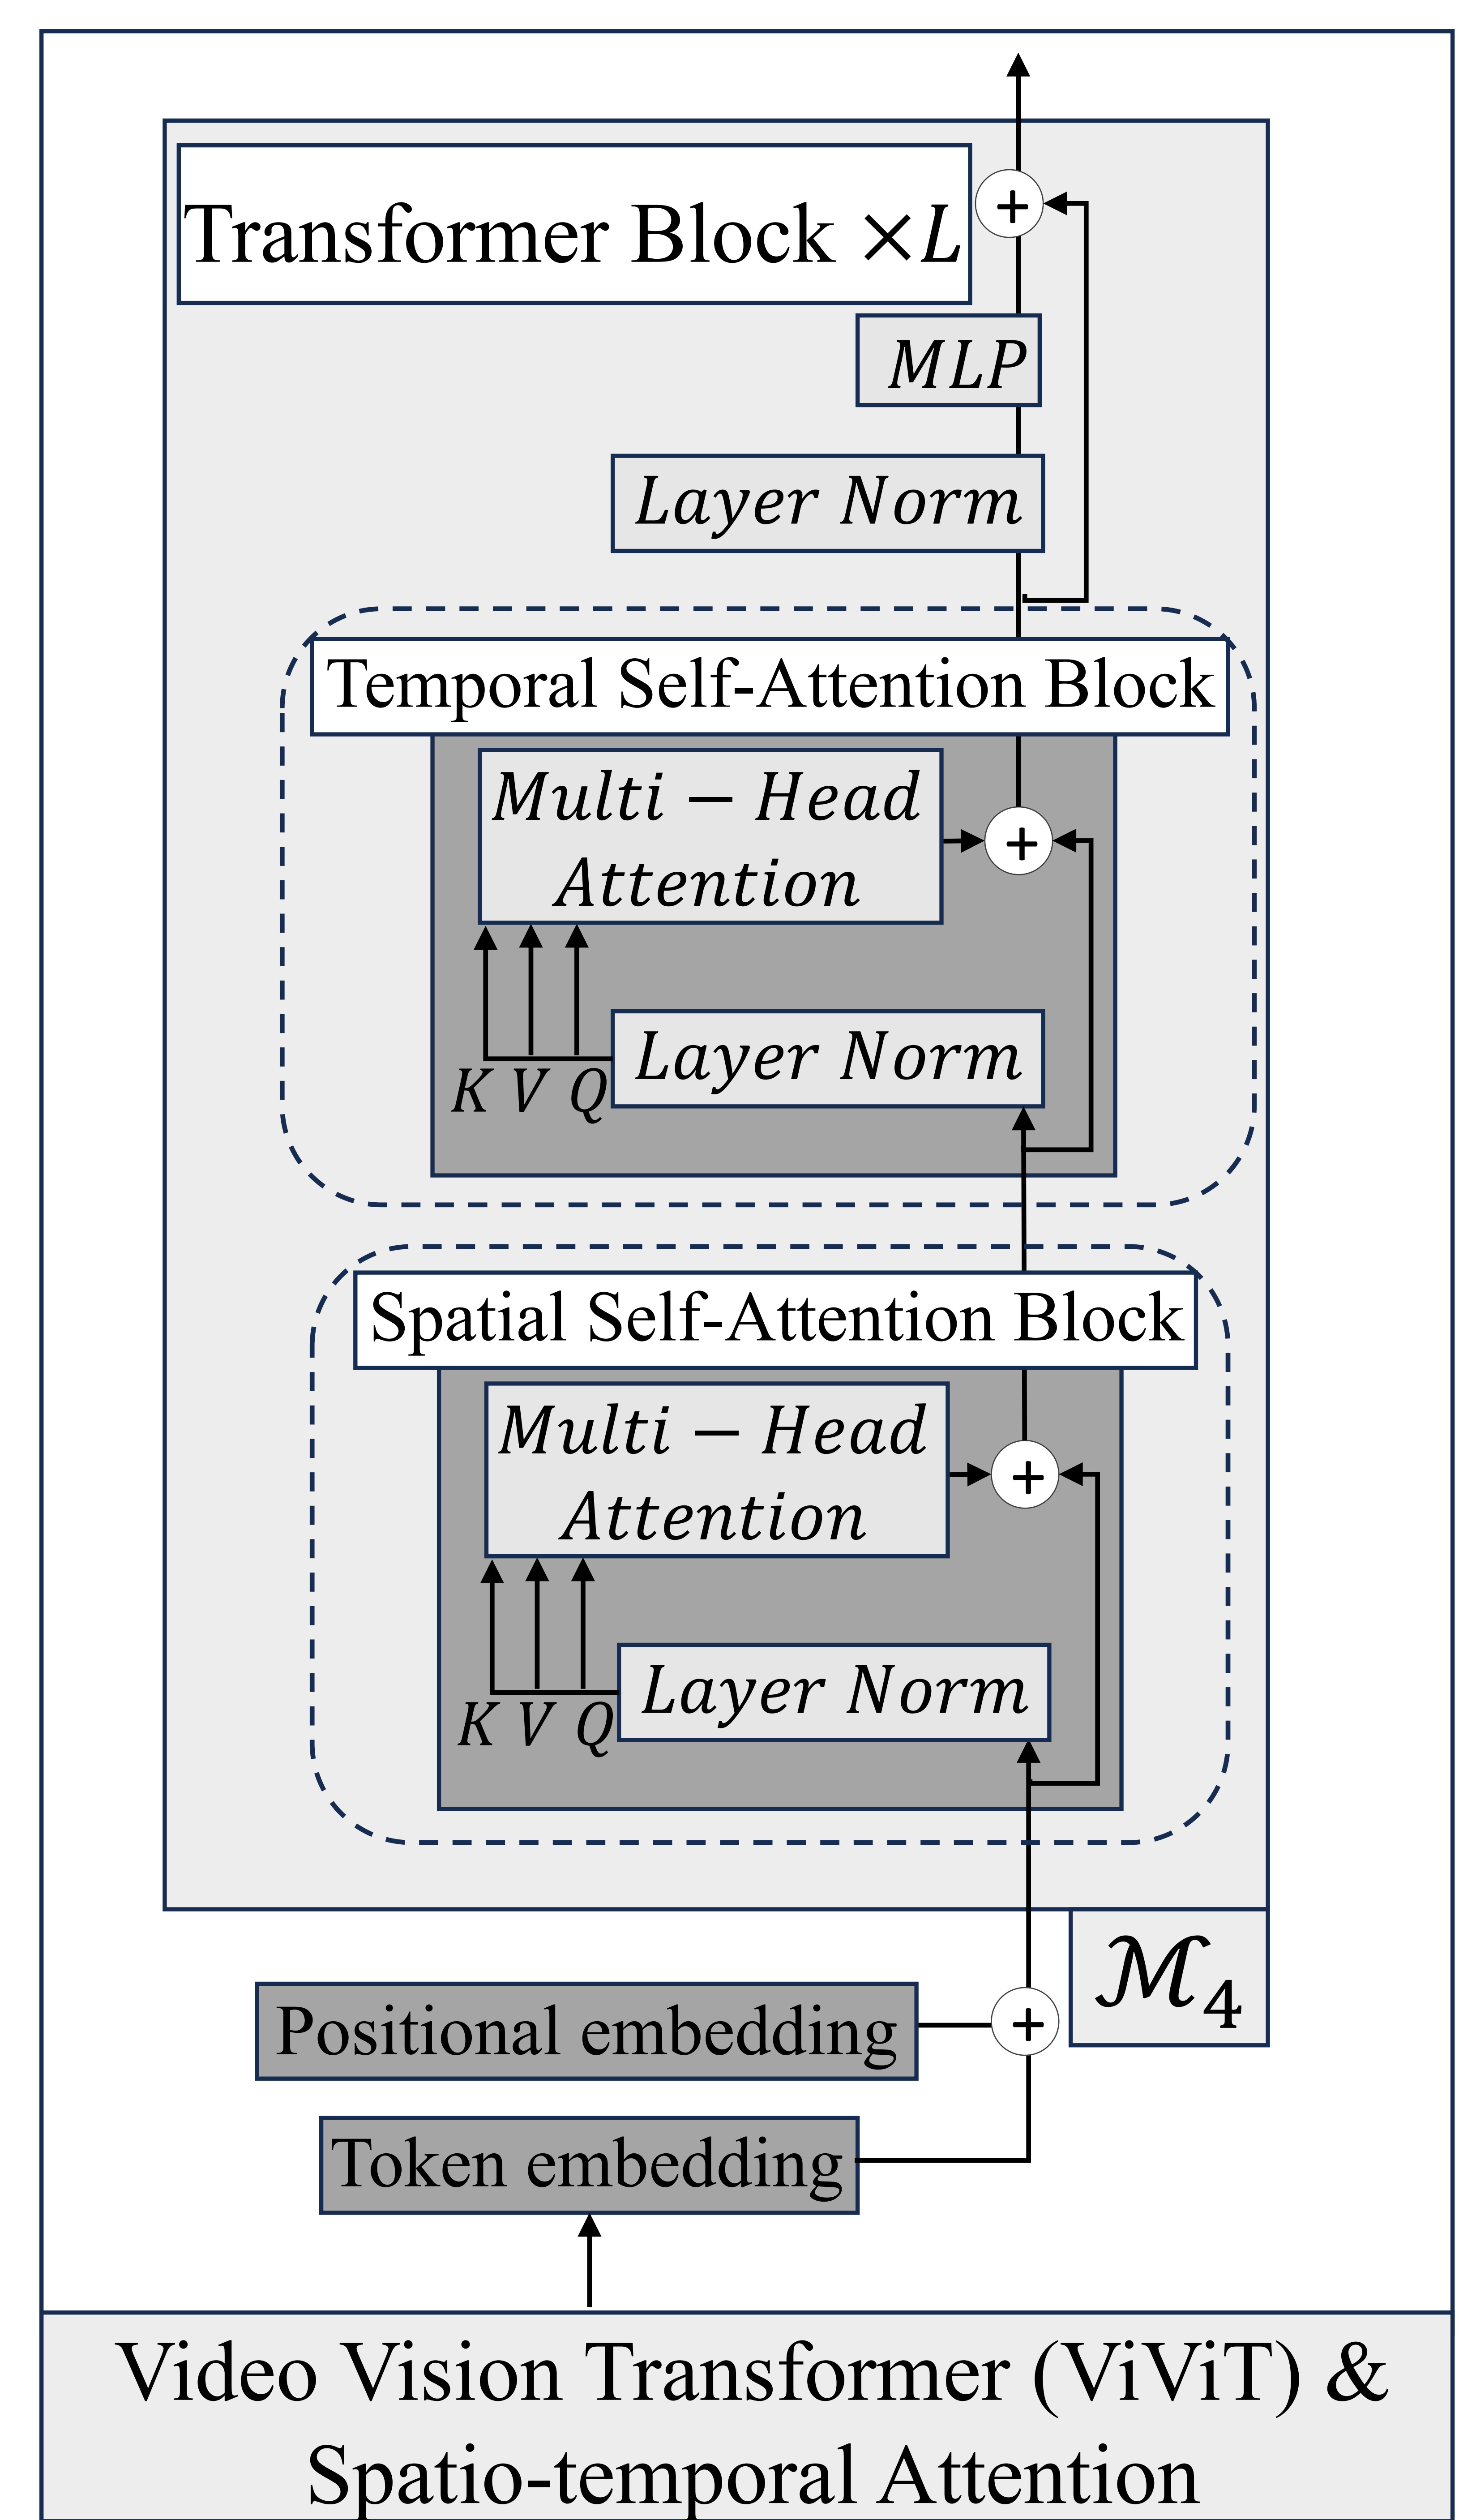 +
Transformer Block ×L
MLP
Layer Norm
Temporal Self-Attention Block
Multi – Head
Attention
+
Layer Norm
K V Q
Spatial Self-Attention Block
Multi – Head
Attention
+
Layer Norm
K V Q
ℳ4
Positional embedding
+
Token embedding
Video Vision Transformer (ViViT) &
Spatio-temporal Attention